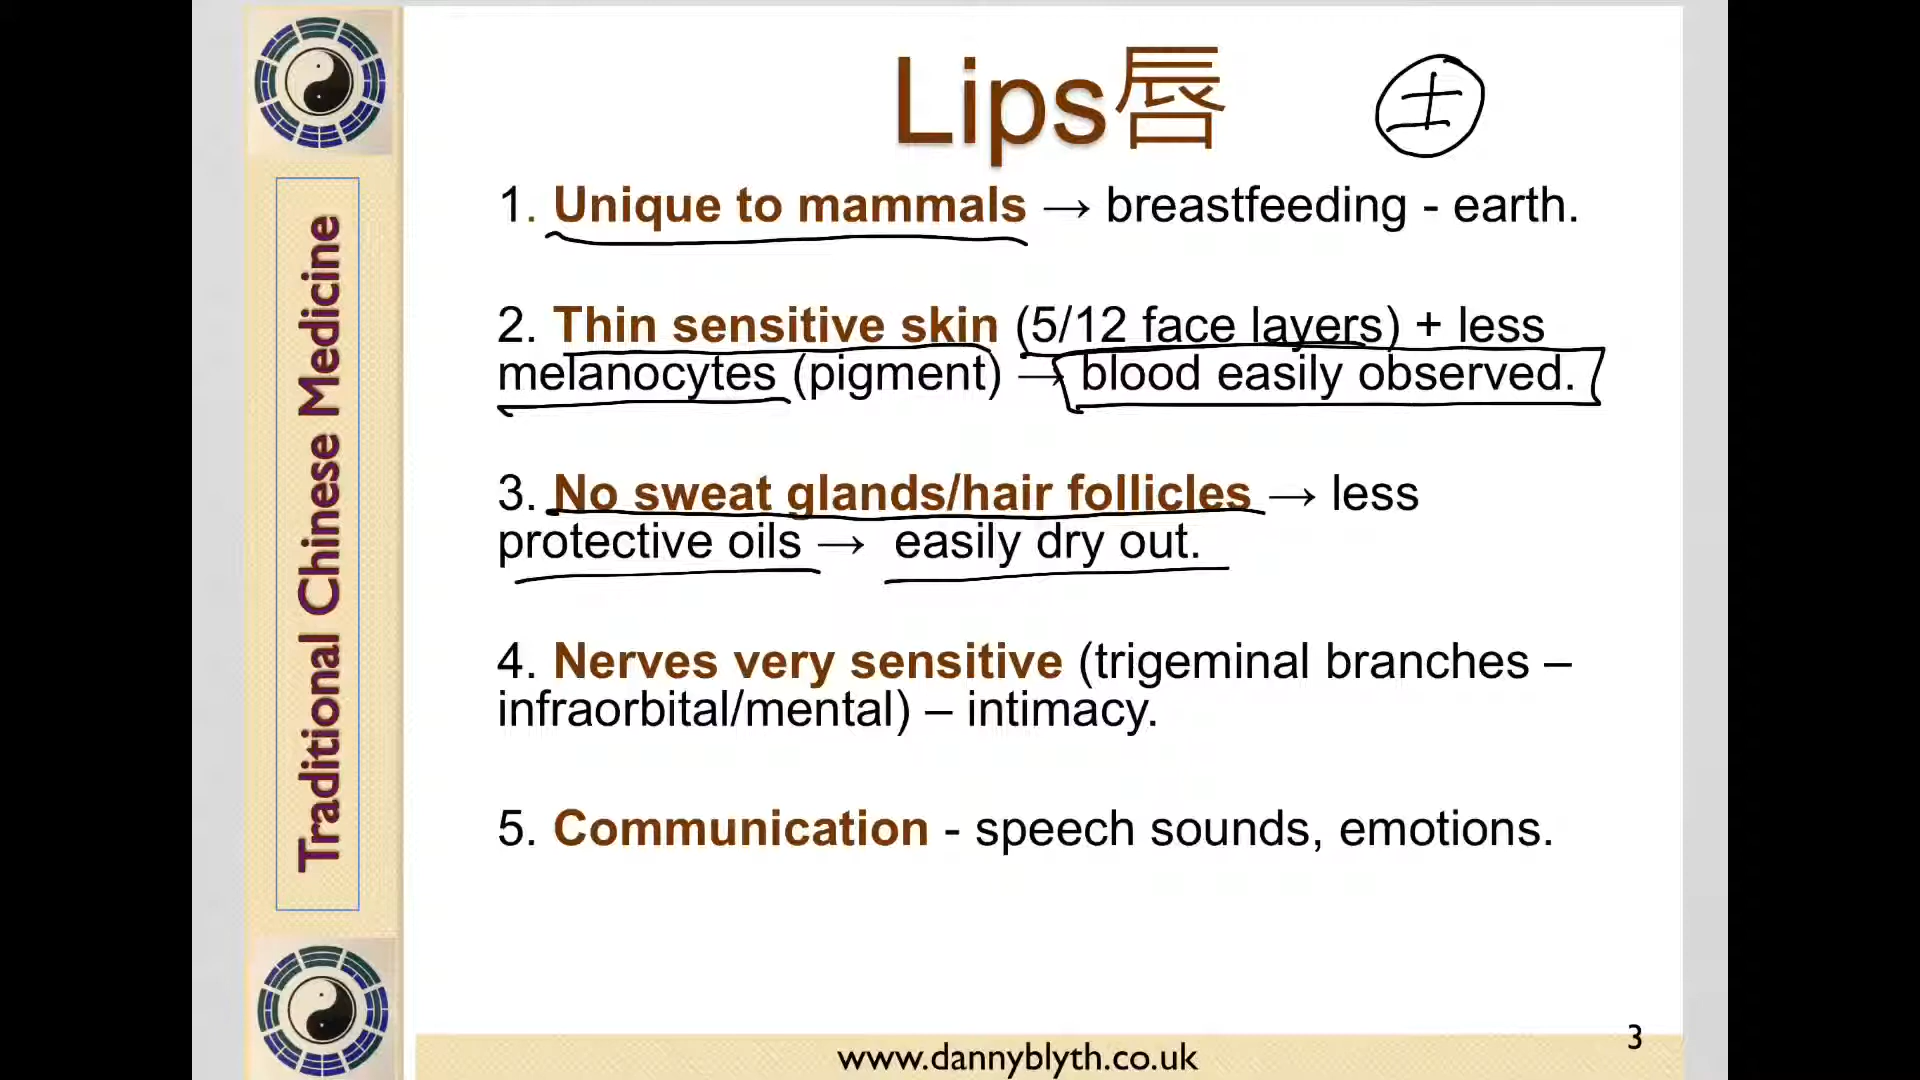 Lips唇
土
1. Unique to mammals → breastfeeding - earth.
2. Thin sensitive skin (5/12 face layers) + less
melanocytes (pigment) → blood easily observed.
3. No sweat glands/hair follicles → less
protective oils → easily dry out.
4. Nerves very sensitive (trigeminal branches –
infraorbital/mental) – intimacy.
5. Communication - speech sounds, emotions.
Traditional Chinese Medicine
3
www.dannyblyth.co.uk